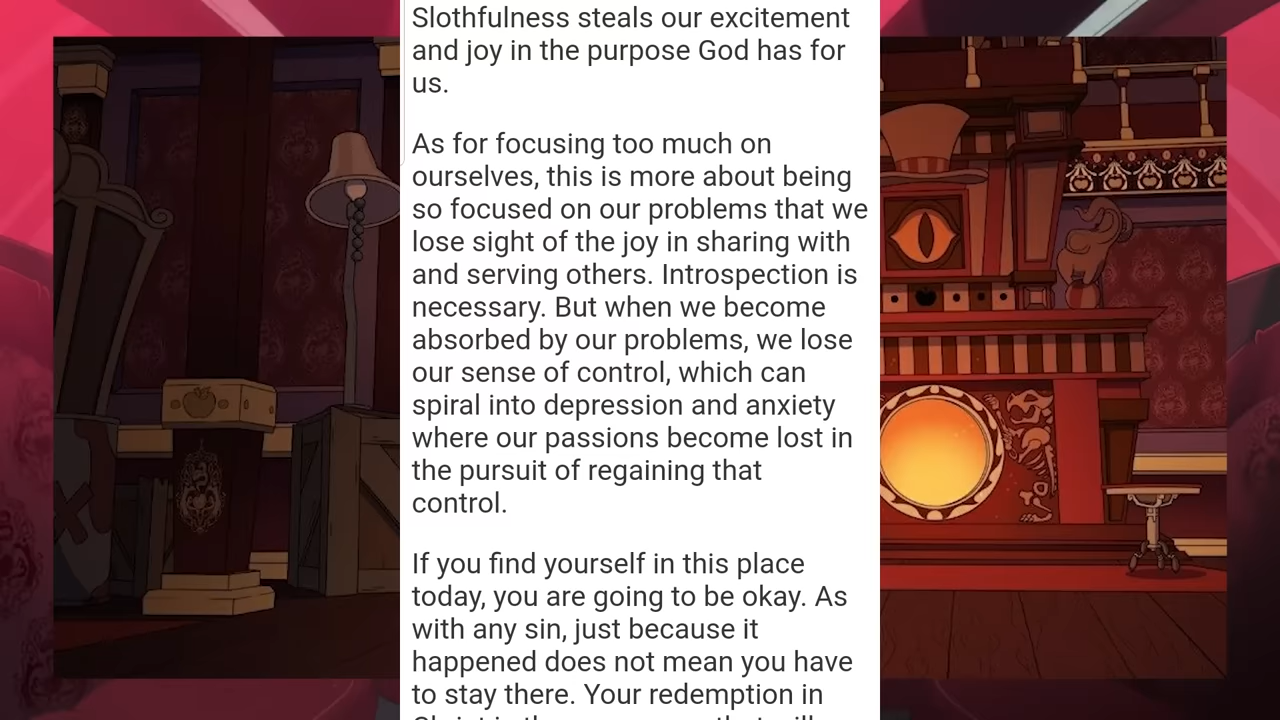 Slothfulness steals our excitement
and joy in the purpose God has for
us.
As for focusing too much on
ourselves, this is more about being
so focused on our problems that we
lose sight of the joy in sharing with
and serving others. Introspection is
necessary. But when we become
absorbed by our problems, we lose
our sense of control, which can
spiral into depression and anxiety
where our passions become lost in
the pursuit of regaining that
control.
If you find yourself in this place
today, you are going to be okay. As
with any sin, just because it
happened does not mean you have
to stay there. Your redemption in